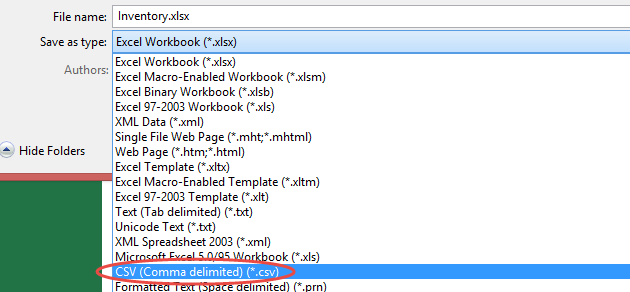 File name: Inventory.xlsx
Save as type: Excel Workbook (*.xlsx)
Authors:
Excel Workbook (*.xlsx)
Excel Macro-Enabled Workbook (*.xlsm)
Excel Binary Workbook (*.xlsb)
Excel 97-2003 Workbook (*.xls)
XML Data (*.xml)
Single File Web Page (*.mht;*.mhtml)
Web Page (*.htm;*.html)
Excel Template (*.xltx)
Excel Macro-Enabled Template (*.xltm)
Excel 97-2003 Template (*.xlt)
Text (Tab delimited) (*.txt)
Unicode Text (*.txt)
XML Spreadsheet 2003 (*.xml)
Microsoft Excel 5.0/95 Workbook (*.xls)
CSV (Comma delimited) (*.csv)
Formatted Text (Space delimited) (*.prn)
Hide Folders